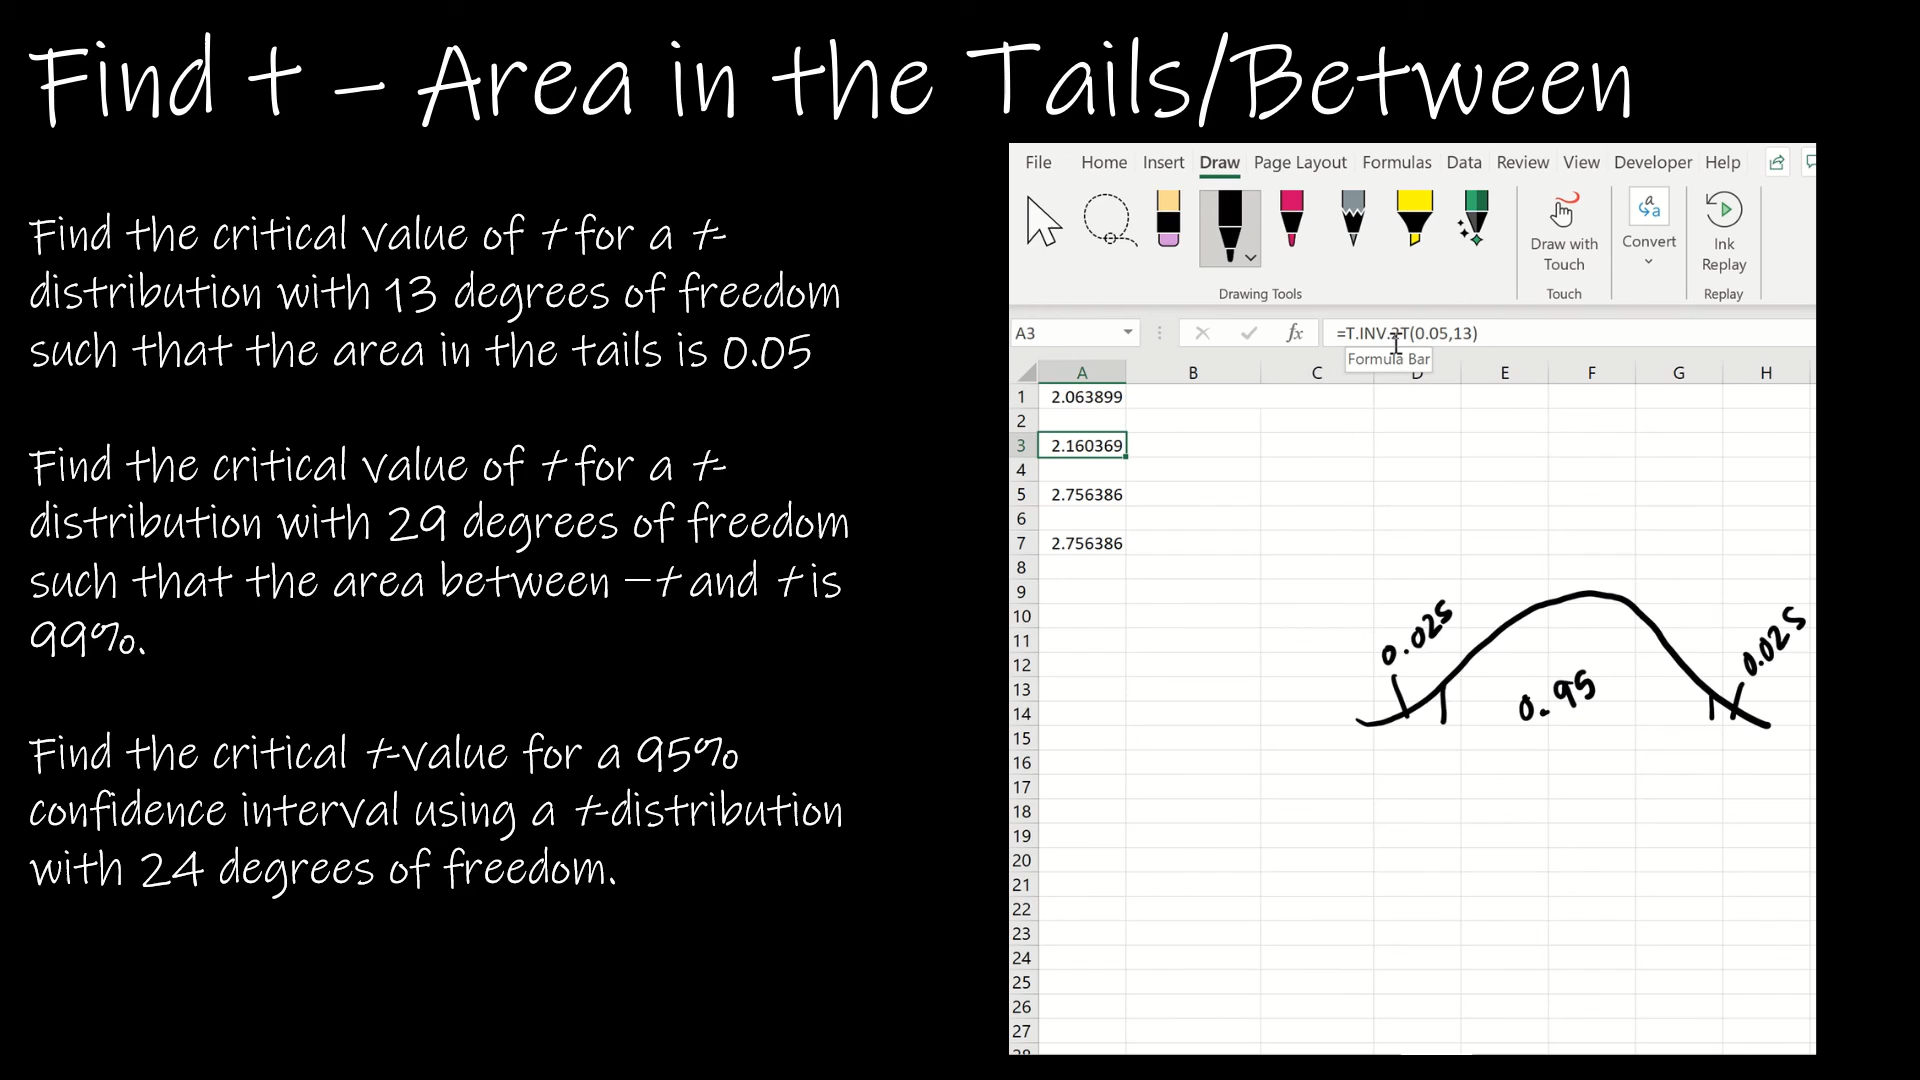 Find t – Area in the Tails/Between
Find the critical value of t for a t-
distribution with 13 degrees of freedom
such that the area in the tails is 0.05
Find the critical value of t for a t-
distribution with 29 degrees of freedom
such that the area between –t and t is
99%.
Find the critical t-value for a 95%
confidence interval using a t-distribution
with 24 degrees of freedom.
File Home Insert Draw Page Layout Formulas Data Review View Developer Help
Draw with
Touch
Convert
Ink
Replay
Drawing Tools Touch Replay
A3 fx =T.INV.2T(0.05,13)
Formula Bar
A B C D E F G H
1 2.063899
2
3 2.160369
4
5 2.756386
6
7 2.756386
8
9
10
11
12
13
14
15
16
17
18
19
20
21
22
23
24
25
26
27
28
0.025
0.95
0.025